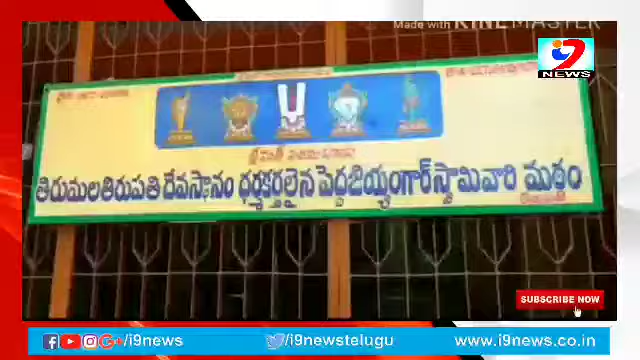 Made with KINEMASTER
i9
NEWS
తిరుమలతిరుపతి దేవస్థానం ధర్మకర్తలైన పెద్దజియ్యంగార్ స్వామివారి మఠం
SUBSCRIBE NOW
G+ /i9news /i9newstelugu www.i9news.co.in